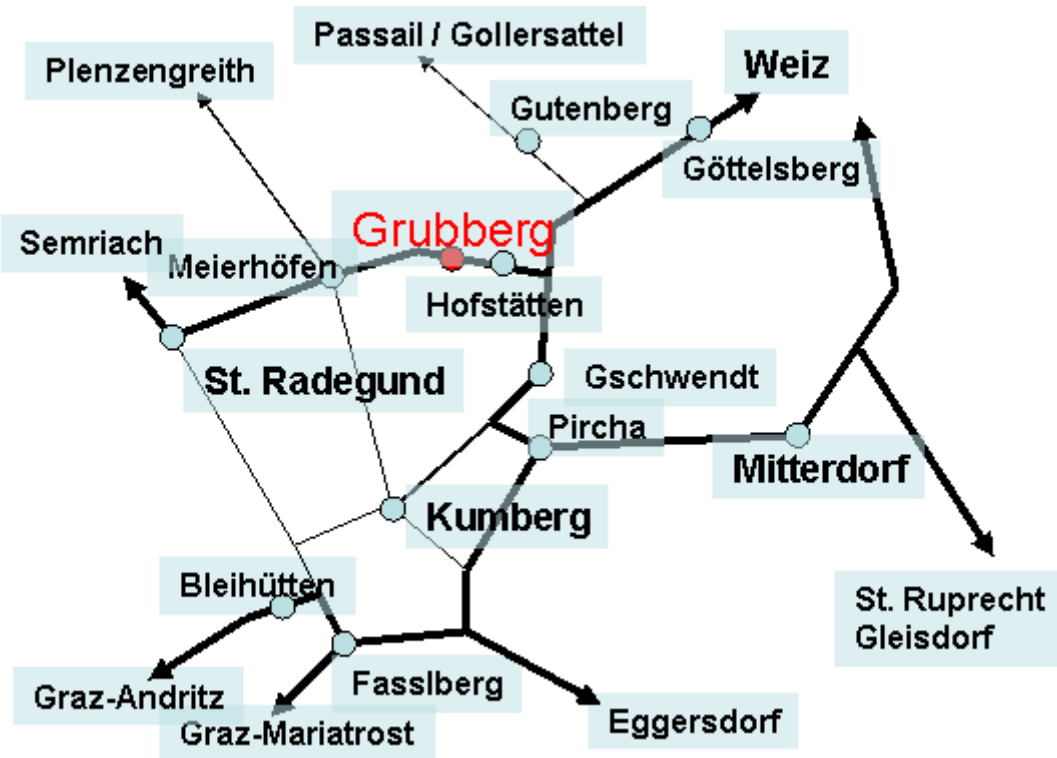 Passail / Gollersattel
Plenzengreith
Weiz
Gutenberg
Göttelsberg
Grubberg
Semriach
Meierhöfen
Hofstätten
St. Radegund
Gschwendt
Pircha
Mitterdorf
Kumberg
Bleihütten
St. Ruprecht
Gleisdorf
Fasslberg
Graz-Andritz
Eggersdorf
Graz-Mariatrost